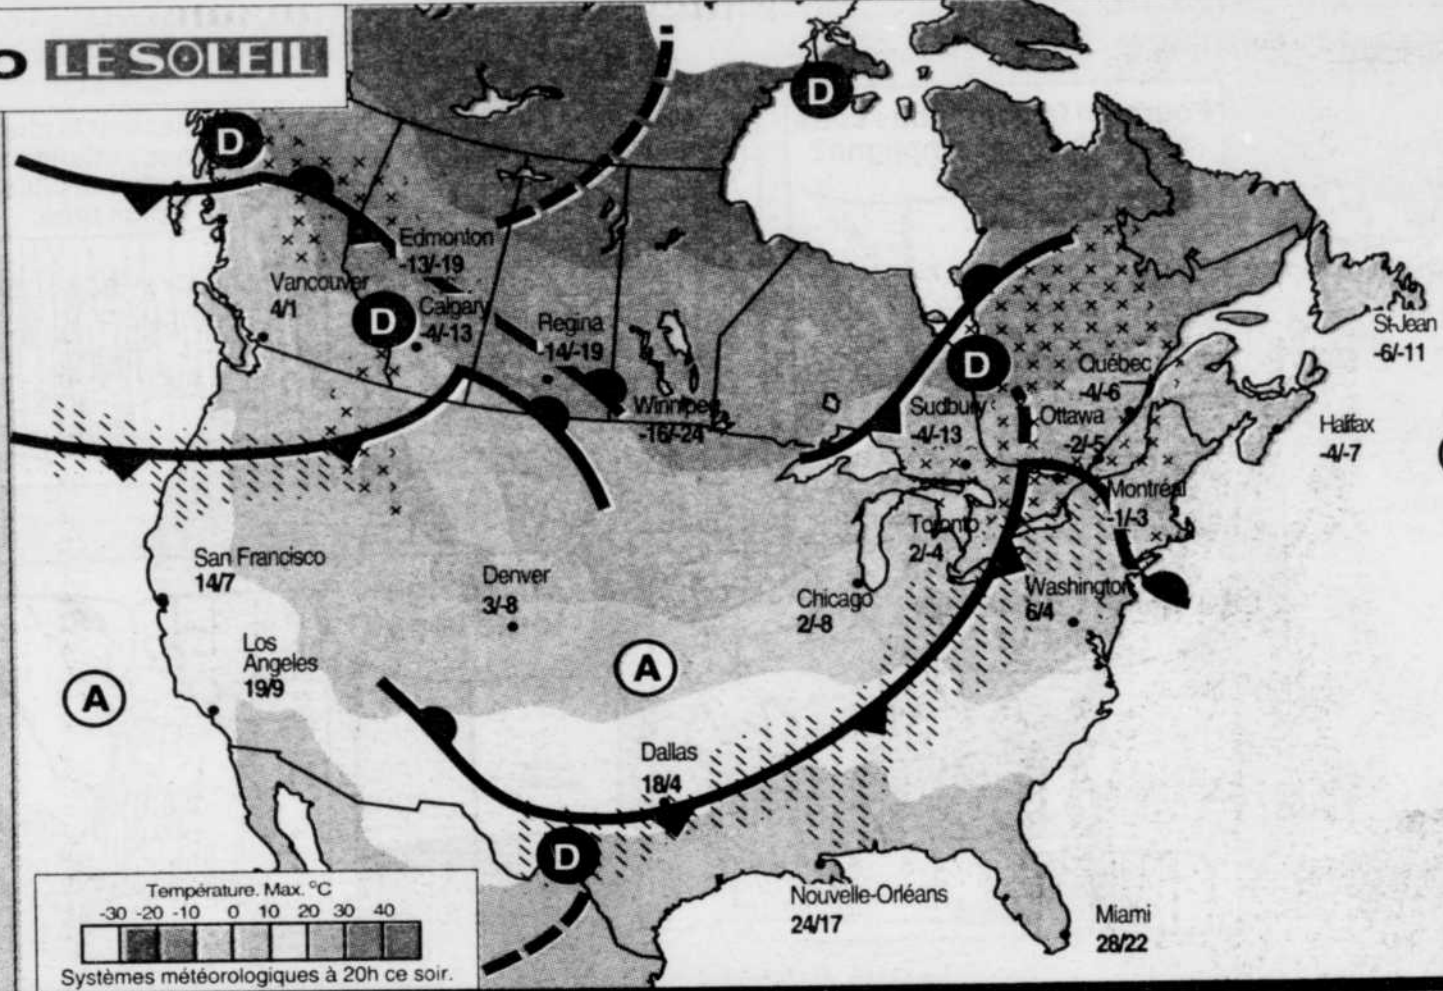 o LE SOLEIL
D
D
Edmonton
-13/-19
Vancouver
4/1
D
Calgary
-4/-13
Regina
-14/-19
Winnipeg
-16/-24
D
Sudbury
-4/-13
Québec
-4/-6
Ottawa
-2/-5
St-Jean
-6/-11
Halifax
-4/-7
Montréal
-1/-3
Toronto
2/-4
San Francisco
14/7
Denver
3/-8
Chicago
2/-8
Washington
6/4
Los
Angeles
19/9
A
A
Dallas
18/4
D
Nouvelle-Orléans
24/17
Miami
28/22
Température. Max. °C
-30 -20 -10 0 10 20 30 40
Systèmes météorologiques à 20h ce soir.